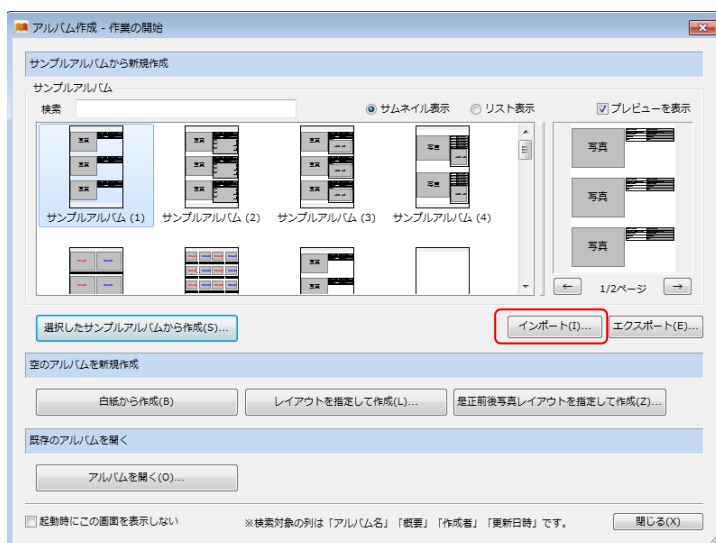 アルバム作成 - 作業の開始
サンプルアルバムから新規作成
サンプルアルバム
検索
サムネイル表示
リスト表示
プレビューを表示
写真
写真
写真
写真
写真
写真
写真
写真
写真
写真
写真
写真
写真
写真
サンプルアルバム (1)
サンプルアルバム (2)
サンプルアルバム (3)
サンプルアルバム (4)
写真
写真
← 1/2ページ →
選択したサンプルアルバムから作成(S)...
インポート(I)...
エクスポート(E)...
空のアルバムを新規作成
白紙から作成(B)
レイアウトを指定して作成(L)...
是正前後写真レイアウトを指定して作成(Z)...
既存のアルバムを開く
アルバムを開く(O)...
起動時にこの画面を表示しない
※検索対象の列は「アルバム名」「概要」「作成者」「更新日時」です。
閉じる(X)